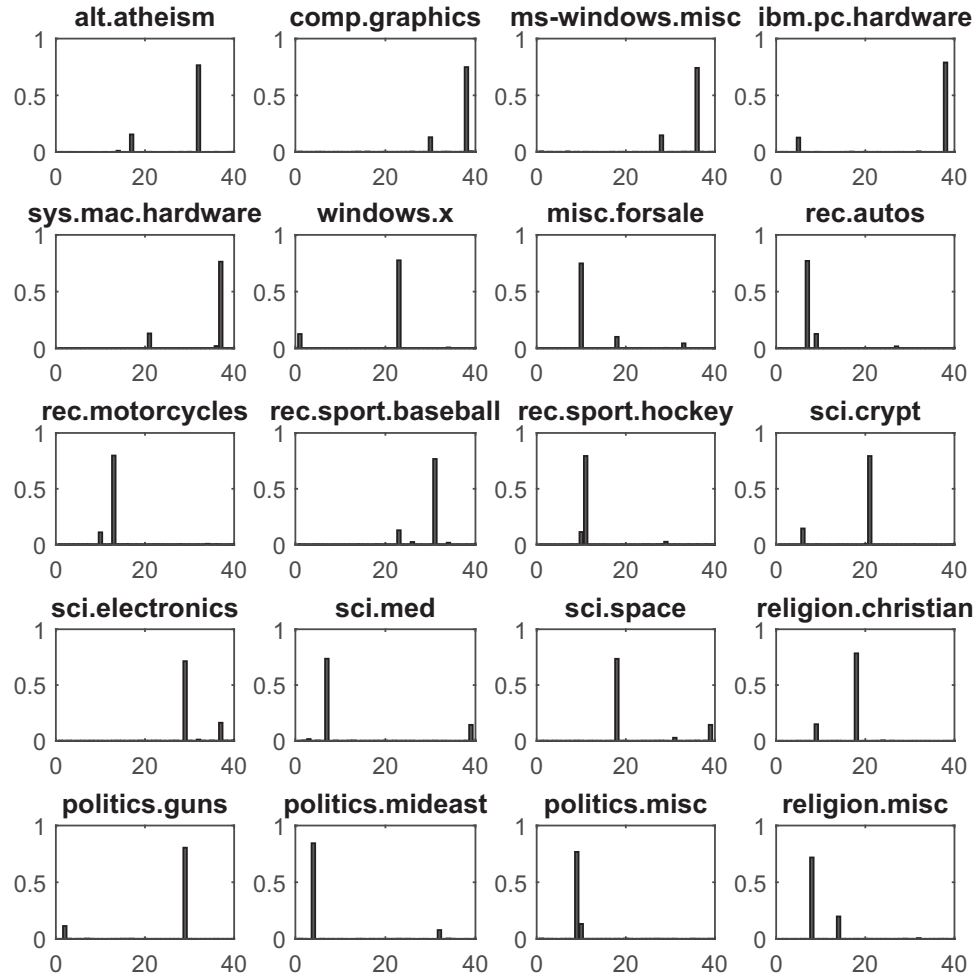 alt.atheism comp.graphics ms-windows.misc ibm.pc.hardware
1 1 1 1
0.5 0.5 0.5 0.5
0 0 0 0
0 20 40 0 20 40 0 20 40 0 20 40
sys.mac.hardware windows.x misc.forsale rec.autos
1 1 1 1
0.5 0.5 0.5 0.5
0 0 0 0
0 20 40 0 20 40 0 20 40 0 20 40
rec.motorcycles rec.sport.baseball rec.sport.hockey sci.crypt
1 1 1 1
0.5 0.5 0.5 0.5
0 0 0 0
0 20 40 0 20 40 0 20 40 0 20 40
sci.electronics sci.med sci.space religion.christian
1 1 1 1
0.5 0.5 0.5 0.5
0 0 0 0
0 20 40 0 20 40 0 20 40 0 20 40
politics.guns politics.mideast politics.misc religion.misc
1 1 1 1
0.5 0.5 0.5 0.5
0 0 0 0
0 20 40 0 20 40 0 20 40 0 20 40